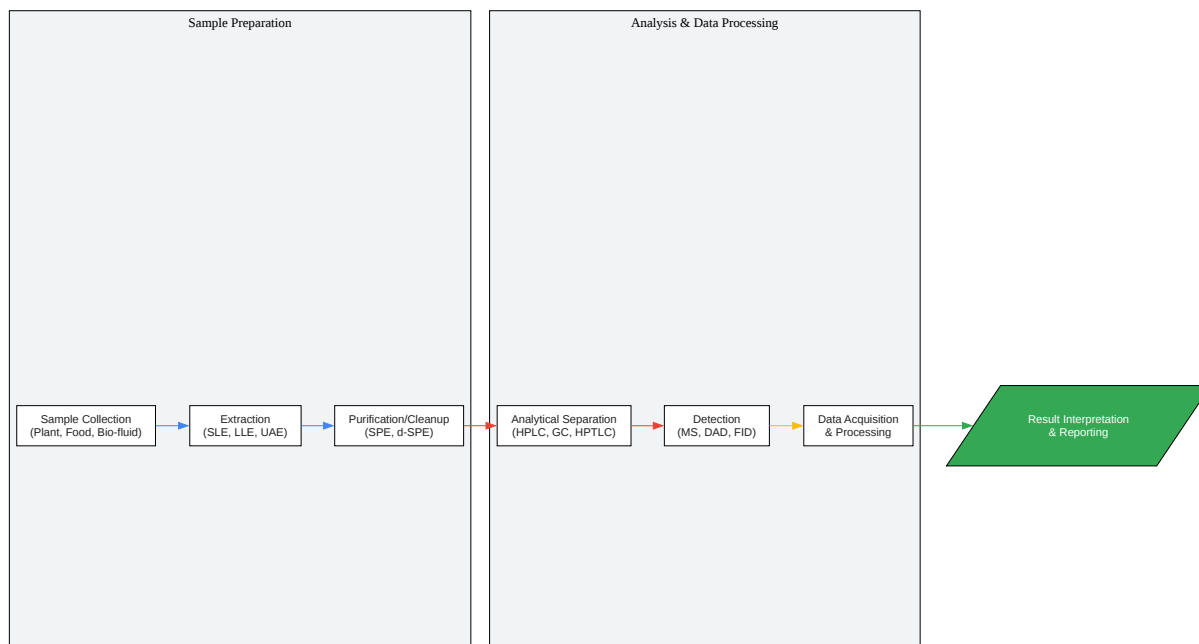 Sample Preparation
Analysis & Data Processing
Sample Collection
(Plant, Food, Bio-fluid)
Extraction
(SLE, LLE, UAE)
Purification/Cleanup
(SPE, d-SPE)
Analytical Separation
(HPLC, GC, HPTLC)
Detection
(MS, DAD, FID)
Data Acquisition
& Processing
Result Interpretation
& Reporting